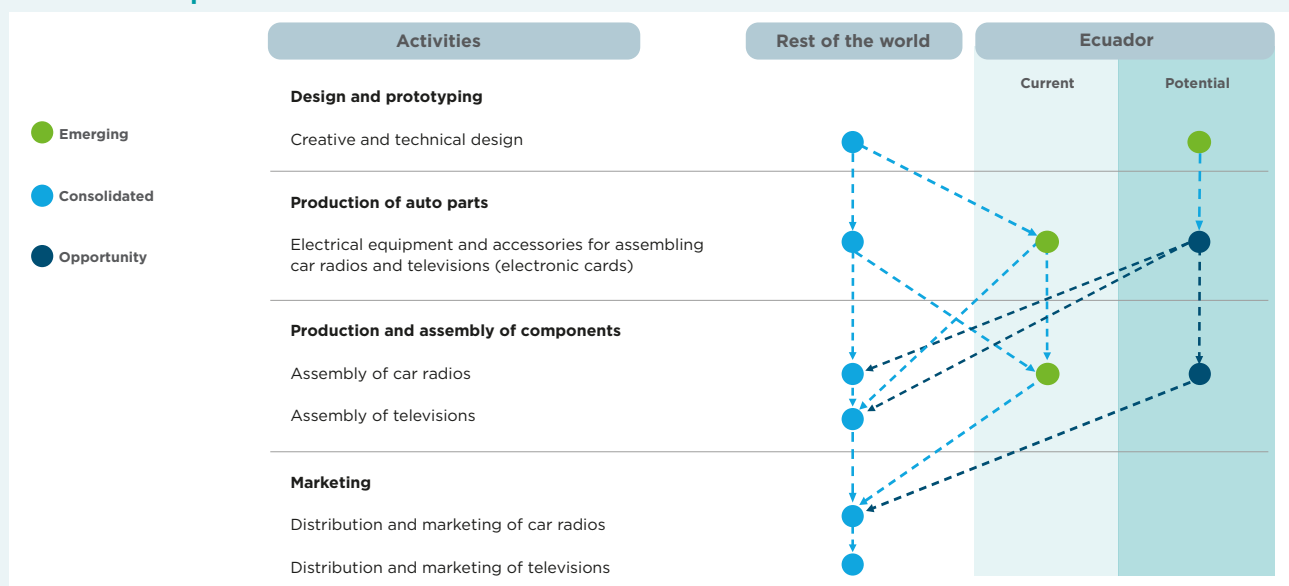 Activities
Rest of the world
Ecuador
Current
Potential
Emerging
Consolidated
Opportunity
Design and prototyping
Creative and technical design
Production of auto parts
Electrical equipment and accessories for assembling
car radios and televisions (electronic cards)
Production and assembly of components
Assembly of car radios
Assembly of televisions
Marketing
Distribution and marketing of car radios
Distribution and marketing of televisions